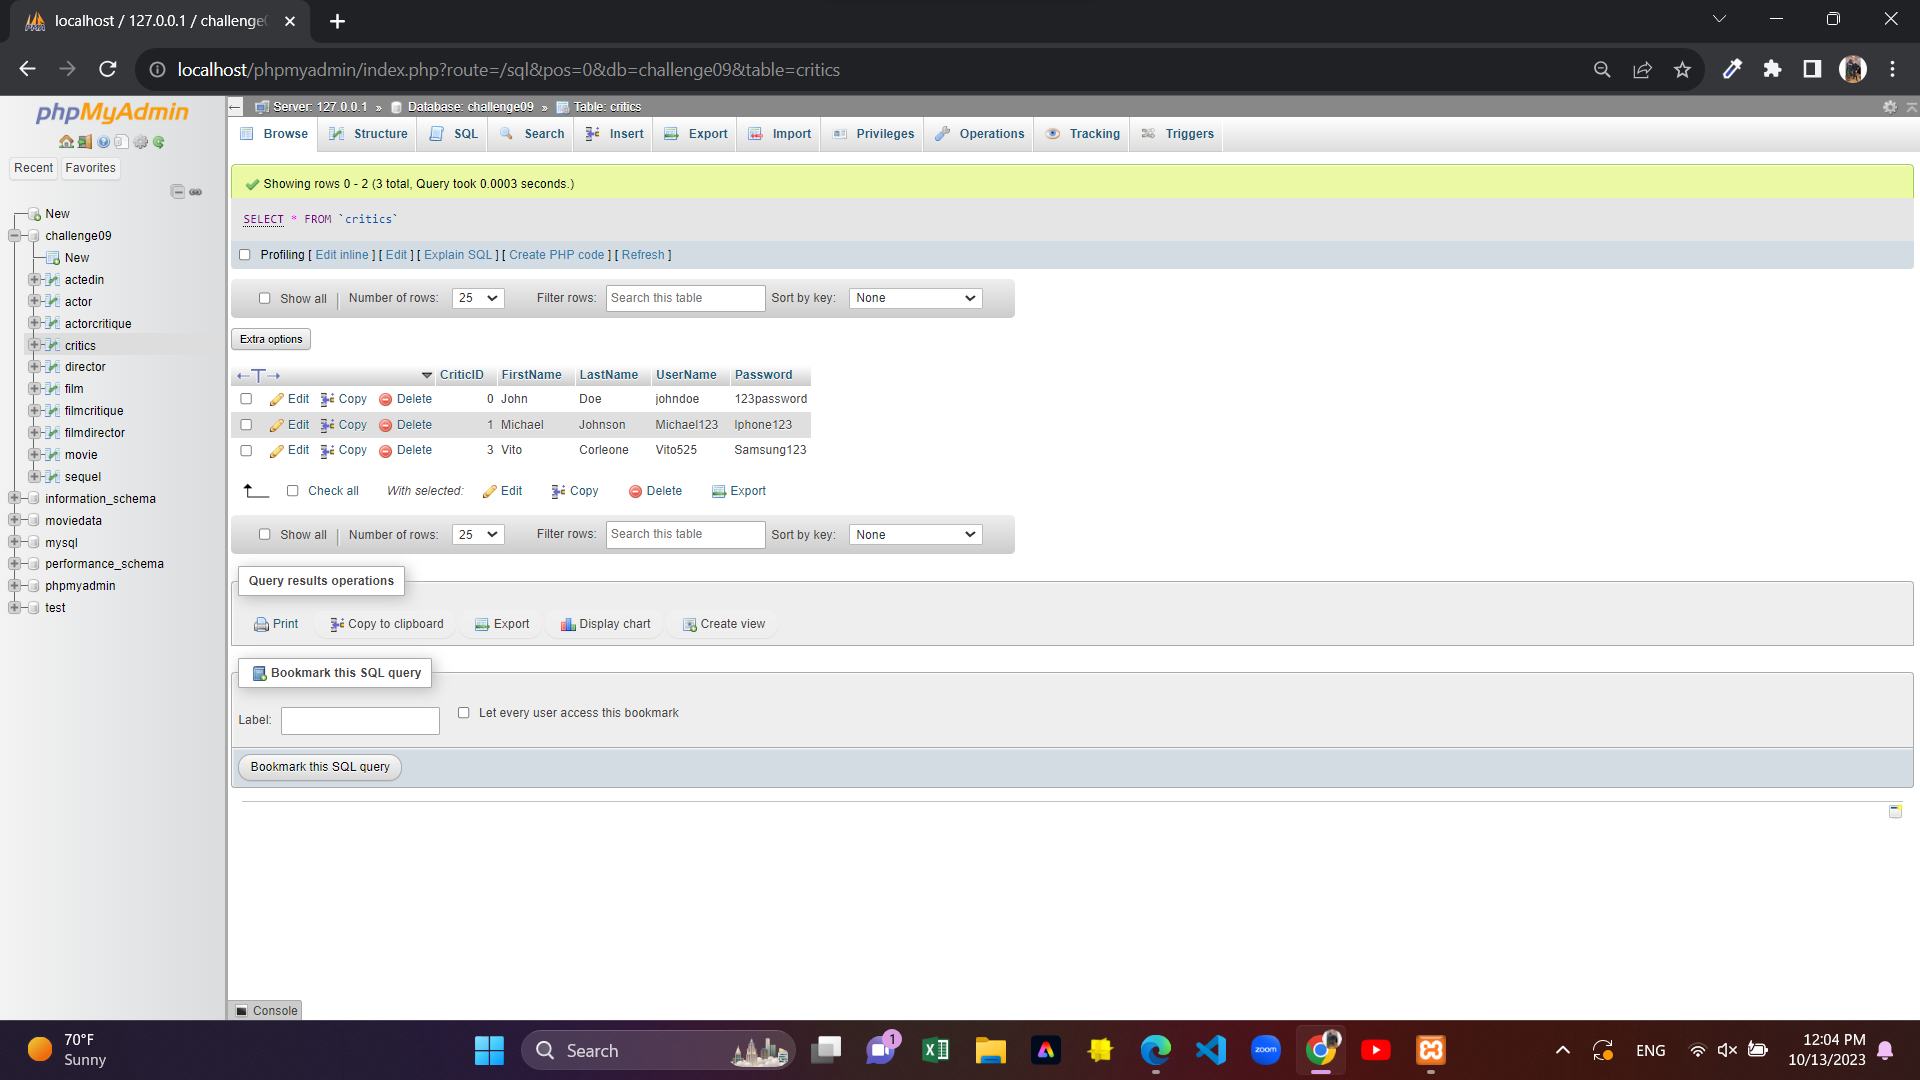 localhost / 127.0.0.1 / challenge0
localhost/phpmyadmin/index.php?route=/sql&pos=0&db=challenge09&table=critics
phpMyAdmin
Recent Favorites
New
challenge09
New
actedin
actor
actorcritique
critics
director
film
filmcritique
filmdirector
movie
sequel
information_schema
moviedata
mysql
performance_schema
phpmyadmin
test
Server: 127.0.0.1 » Database: challenge09 » Table: critics
Browse Structure SQL Search Insert Export Import Privileges Operations Tracking Triggers
Showing rows 0 - 2 (3 total, Query took 0.0003 seconds.)
SELECT * FROM `critics`
Profiling [ Edit inline ] [ Edit ] [ Explain SQL ] [ Create PHP code ] [ Refresh ]
Show all Number of rows: 25 Filter rows: Search this table Sort by key: None
Extra options
←T→ CriticID FirstName LastName UserName Password
Edit Copy Delete 0 John Doe johndoe 123password
Edit Copy Delete 1 Michael Johnson Michael123 Iphone123
Edit Copy Delete 3 Vito Corleone Vito525 Samsung123
Check all With selected: Edit Copy Delete Export
Show all Number of rows: 25 Filter rows: Search this table Sort by key: None
Query results operations
Print Copy to clipboard Export Display chart Create view
Bookmark this SQL query
Label: Let every user access this bookmark
Bookmark this SQL query
Console
70°F
Sunny
Search
1
zoom
ENG
12:04 PM
10/13/2023